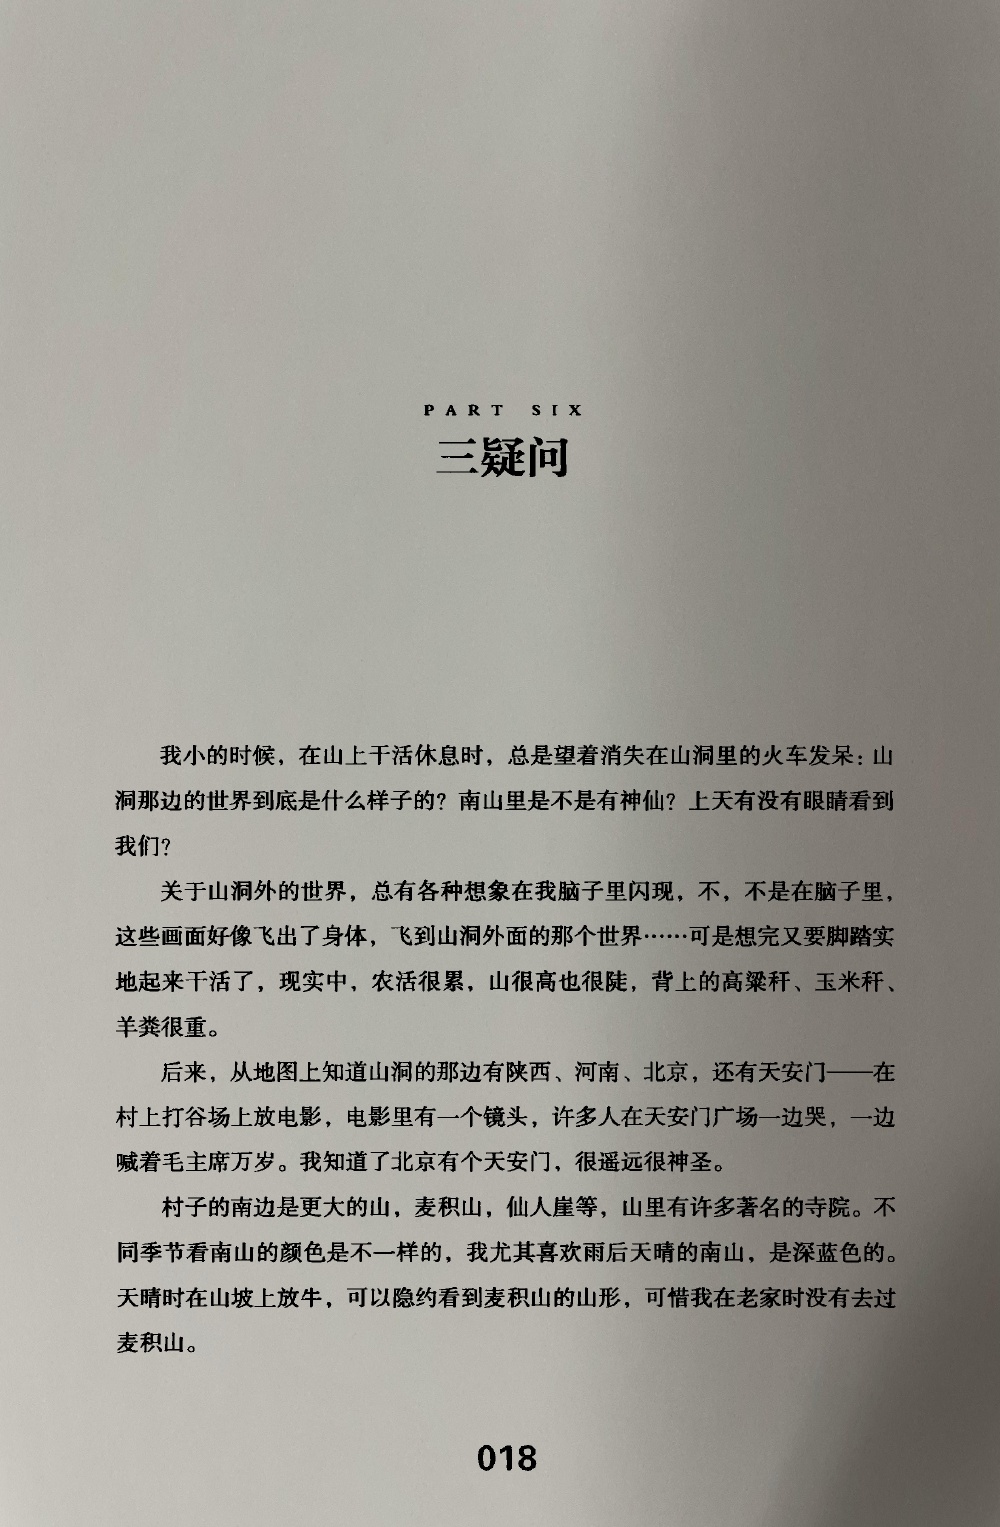 PART SIX
三疑问
我小的时候，在山上干活休息时，总是望着消失在山洞里的火车发呆：山
洞那边的世界到底是什么样子的？南山里是不是有神仙？上天有没有眼睛看到
我们？
关于山洞外的世界，总有各种想象在我脑子里闪现，不，不是在脑子里，
这些画面好像飞出了身体，飞到山洞外面的那个世界……可是想完又要脚踏实
地起来干活了，现实中，农活很累，山很高也很陡，背上的高粱秆、玉米秆、
羊粪很重。
后来，从地图上知道山洞的那边有陕西、河南、北京，还有天安门——在
村上打谷场上放电影，电影里有一个镜头，许多人在天安门广场一边哭，一边
喊着毛主席万岁。我知道了北京有个天安门，很遥远很神圣。
村子的南边是更大的山，麦积山，仙人崖等，山里有许多著名的寺院。不
同季节看南山的颜色是不一样的，我尤其喜欢雨后天晴的南山，是深蓝色的。
天晴时在山坡上放牛，可以隐约看到麦积山的山形，可惜我在老家时没有去过
麦积山。
018